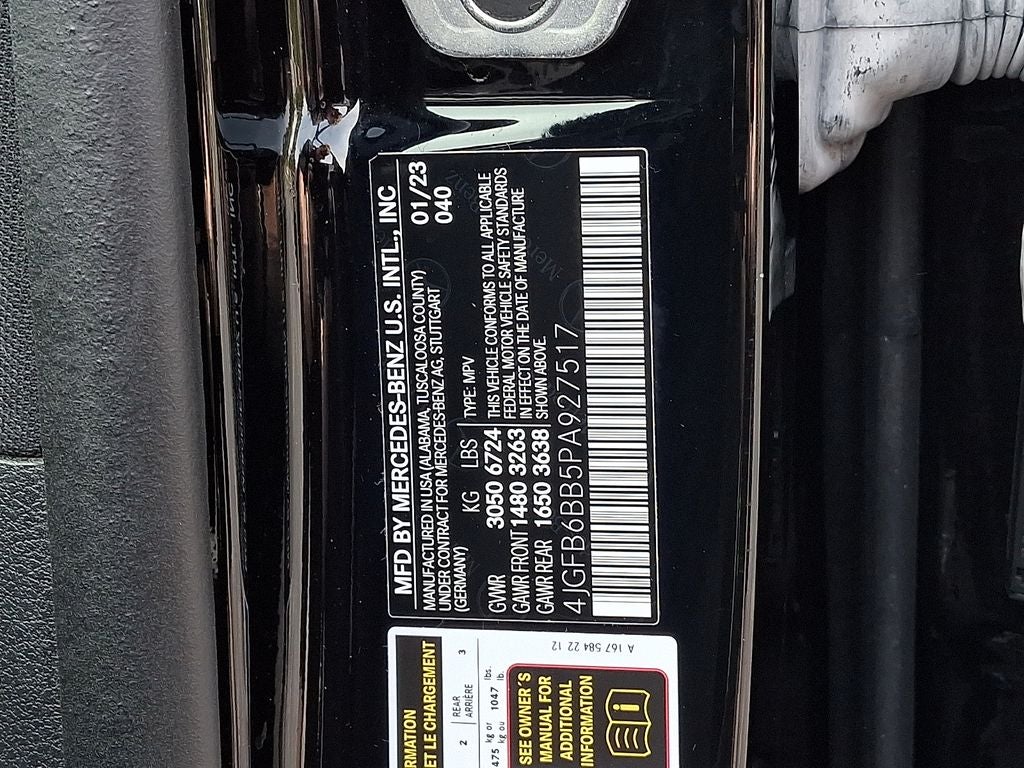 MFD BY MERCEDES-BENZ U.S. INTL., INC
MANUFACTURED IN USA (ALABAMA, TUSCALOOSA COUNTY)
UNDER CONTRACT FOR MERCEDES-BENZ AG, STUTTGART
(GERMANY)
01/23
040
KG LBS TYPE: MPV
GVWR 3050 6724
GAWR FRONT 1480 3263
GAWR REAR 1650 3638
THIS VEHICLE CONFORMS TO ALL APPLICABLE
FEDERAL MOTOR VEHICLE SAFETY STANDARDS
IN EFFECT ON THE DATE OF MANUFACTURE
SHOWN ABOVE.
4JGFB6BB5PA927517
ET LE CHARGEMENT
2 REAR 3
ARRIÈRE
475 kg or 1047 lbs.
kg ou lb.
SEE OWNER'S
MANUAL FOR
ADDITIONAL
INFORMATION
A 167 584 22 12